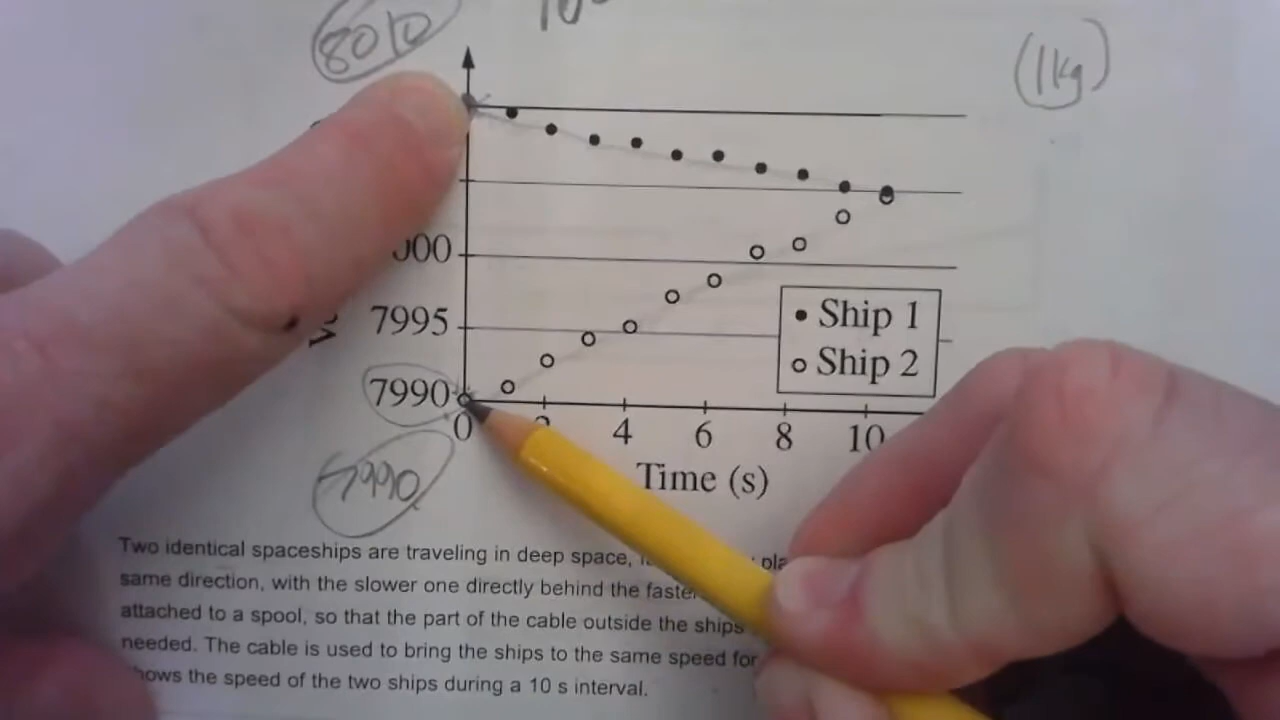 8010
(1kg)
7995
7990
0
4
6
8
10
Time (s)
Ship 1
Ship 2
7990
Two identical spaceships are traveling in deep space,
same direction, with the slower one directly behind the
attached to a spool, so that the part of the cable outside the ships
needed. The cable is used to bring the ships to the same speed for
the speed of the two ships during a 10 s interval.